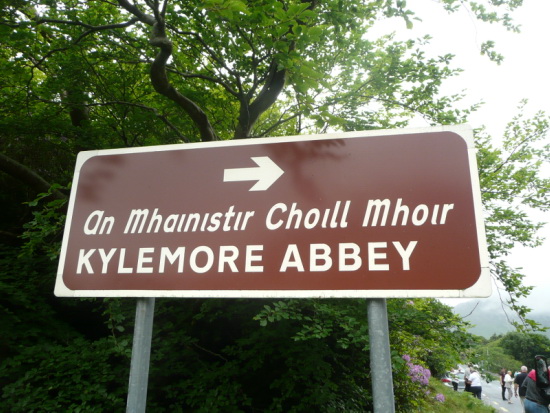 An Mhainistir Choill Mhoir
KYLEMORE ABBEY